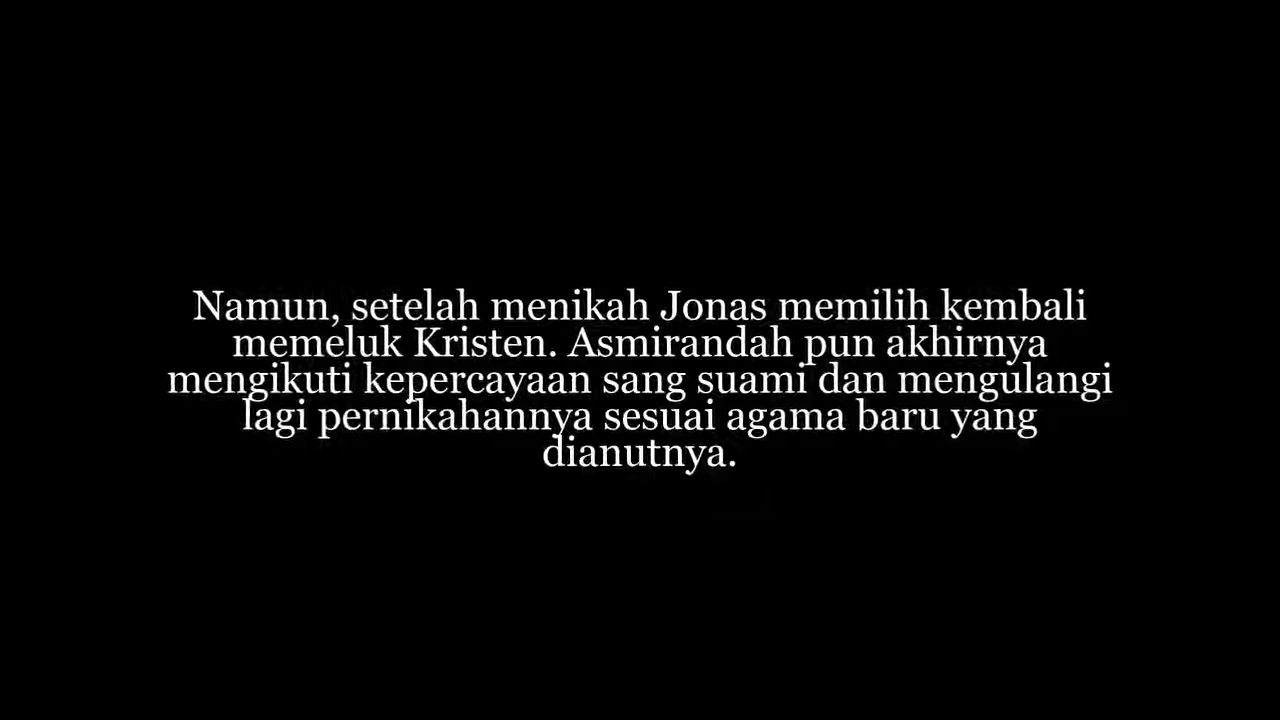 Namun, setelah menikah Jonas memilih kembali
memeluk Kristen. Asmirandah pun akhirnya
mengikuti kepercayaan sang suami dan mengulangi
lagi pernikahannya sesuai agama baru yang
dianutnya.